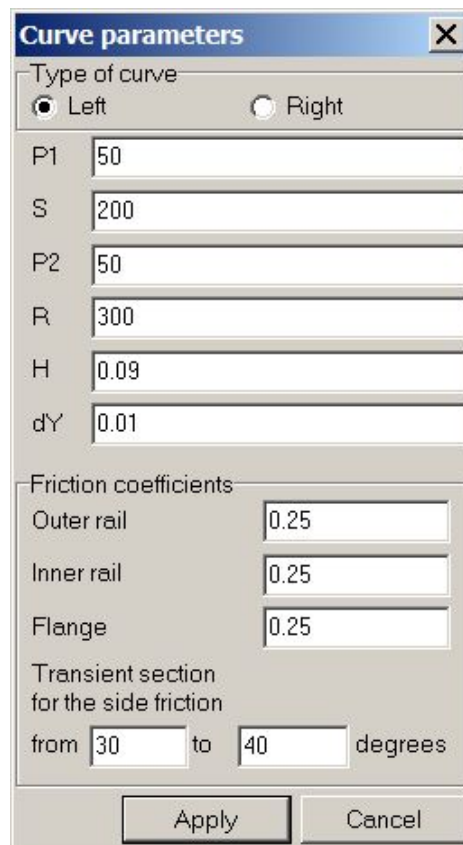 Curve parameters
Type of curve
Left Right
P1 50
S 200
P2 50
R 300
H 0.09
dY 0.01
Friction coefficients
Outer rail 0.25
Inner rail 0.25
Flange 0.25
Transient section
for the side friction
from 30 to 40 degrees
Apply Cancel